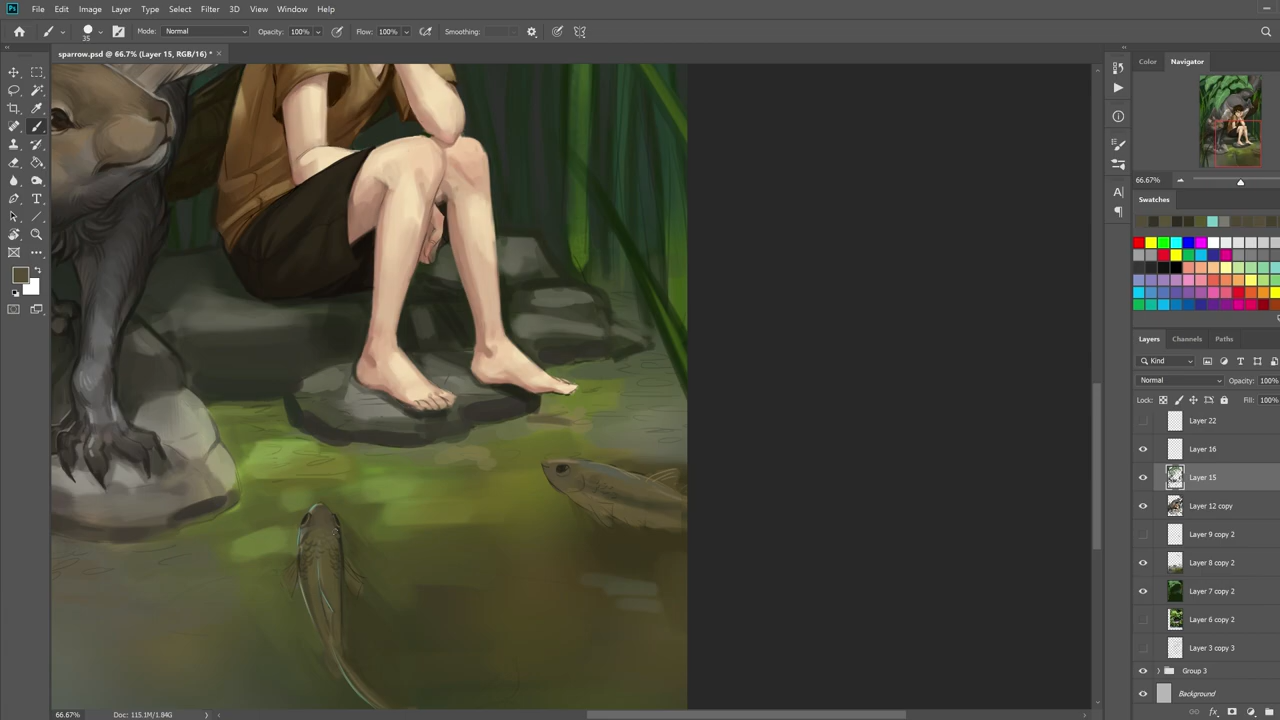 Ps File Edit Image Layer Type Select Filter 3D View Window Help
35 Mode: Normal Opacity: 100% Flow: 100% Smoothing:
sparrow.psd @ 66.7% (Layer 15, RGB/16) * ×
Color Navigator
66.67%
Swatches
Layers Channels Paths
Kind
Normal Opacity: 100%
Lock: Fill: 100%
Layer 22
Layer 16
Layer 15
Layer 12 copy
Layer 9 copy 2
Layer 8 copy 2
Layer 7 copy 2
Layer 6 copy 2
Layer 3 copy 3
Group 3
Background
fx
66.67% Doc: 115.1M/1.84G